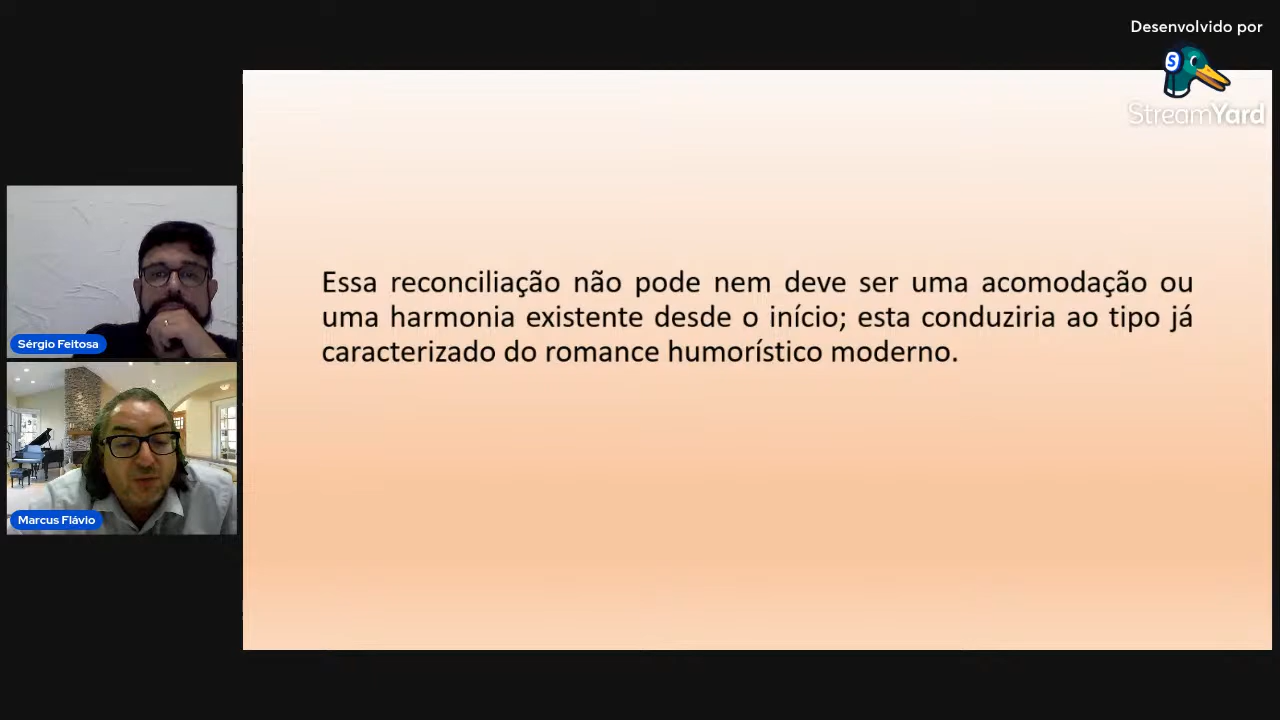 Desenvolvido por
S
StreamYard
Essa reconciliação não pode nem deve ser uma acomodação ou
uma harmonia existente desde o início; esta conduziria ao tipo já
caracterizado do romance humorístico moderno.
Sérgio Feitosa
Marcus Flávio